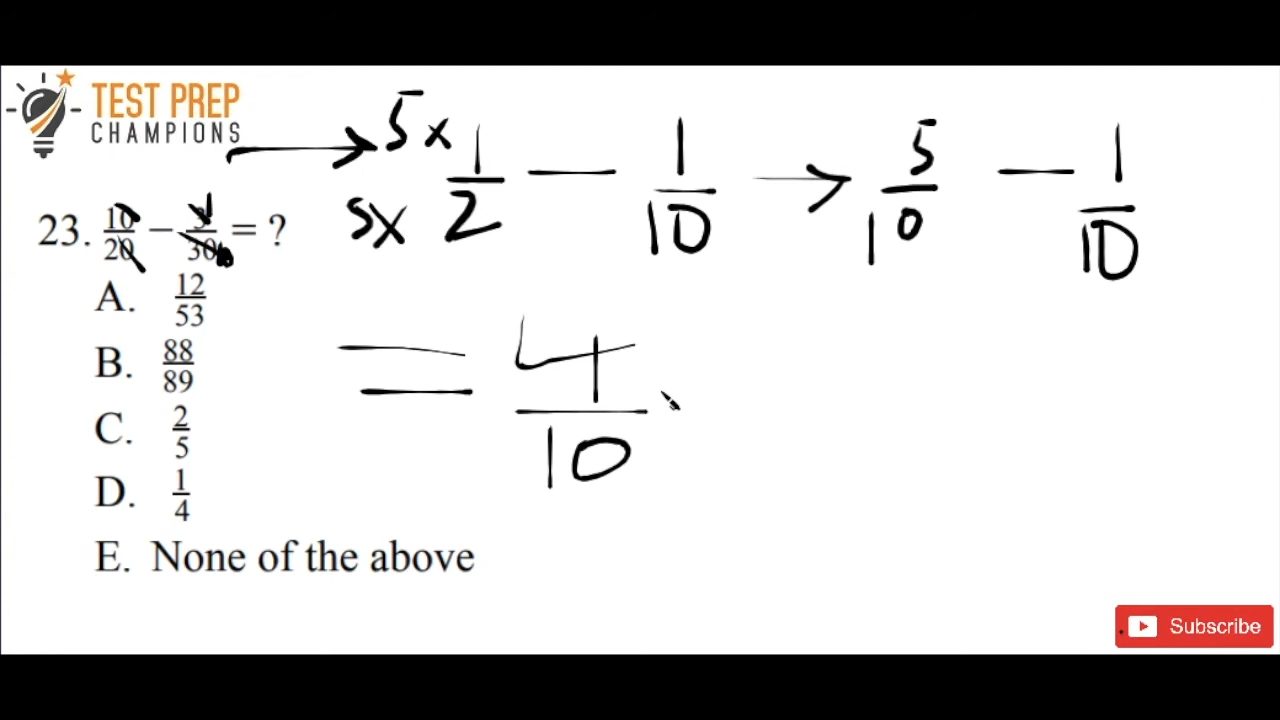 TEST PREP
CHAMPIONS
5 x 1/2 — 1/10 → 5/10 — 1/10
5x
23. 10/20 − 3/30 = ?
= 4/10
A. 12/53
B. 88/89
C. 2/5
D. 1/4
E. None of the above
Subscribe